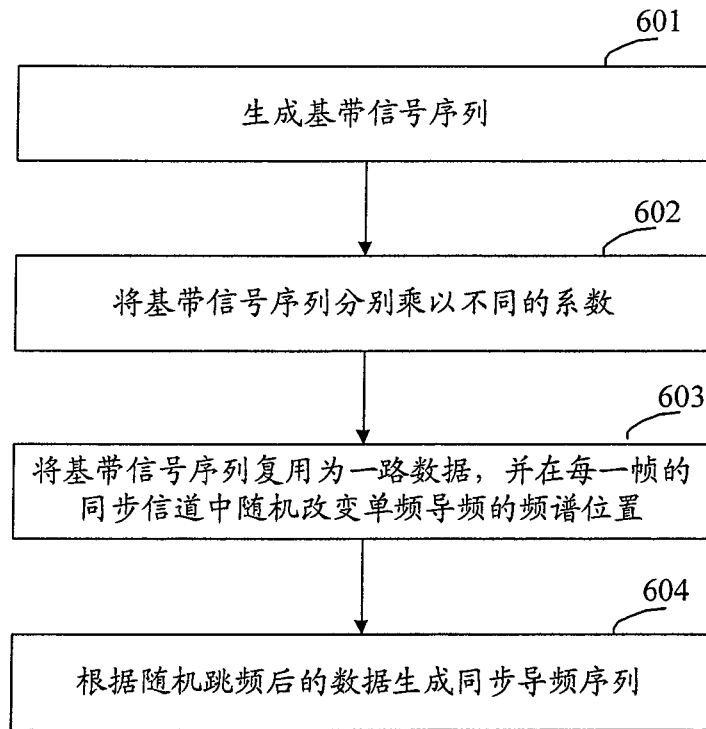 601
生成基带信号序列
602
将基带信号序列分别乘以不同的系数
603
将基带信号序列复用为一路数据，并在每一帧的
同步信道中随机改变单频导频的频谱位置
604
根据随机跳频后的数据生成同步导频序列